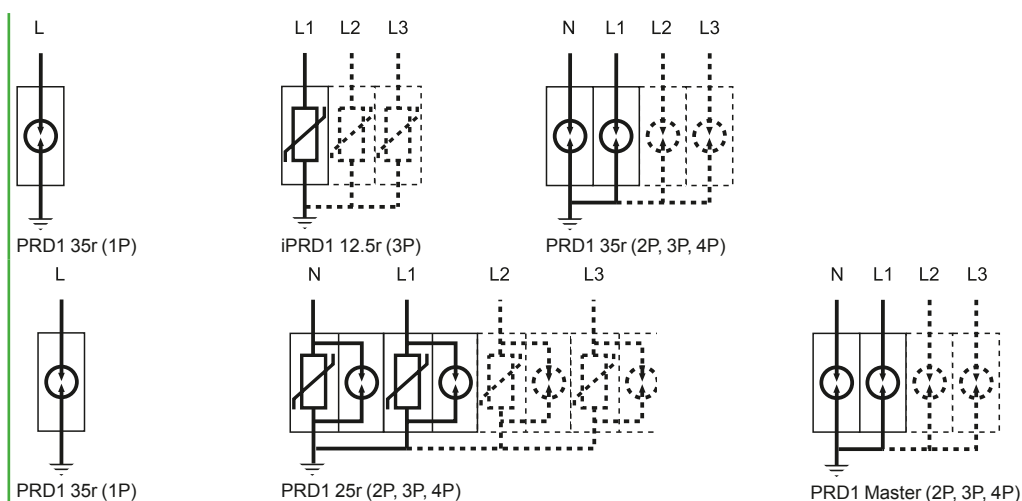 L
L1 L2 L3
N L1 L2 L3
PRD1 35r (1P)
iPRD1 12.5r (3P)
PRD1 35r (2P, 3P, 4P)
L
N L1 L2 L3
N L1 L2 L3
PRD1 35r (1P)
PRD1 25r (2P, 3P, 4P)
PRD1 Master (2P, 3P, 4P)